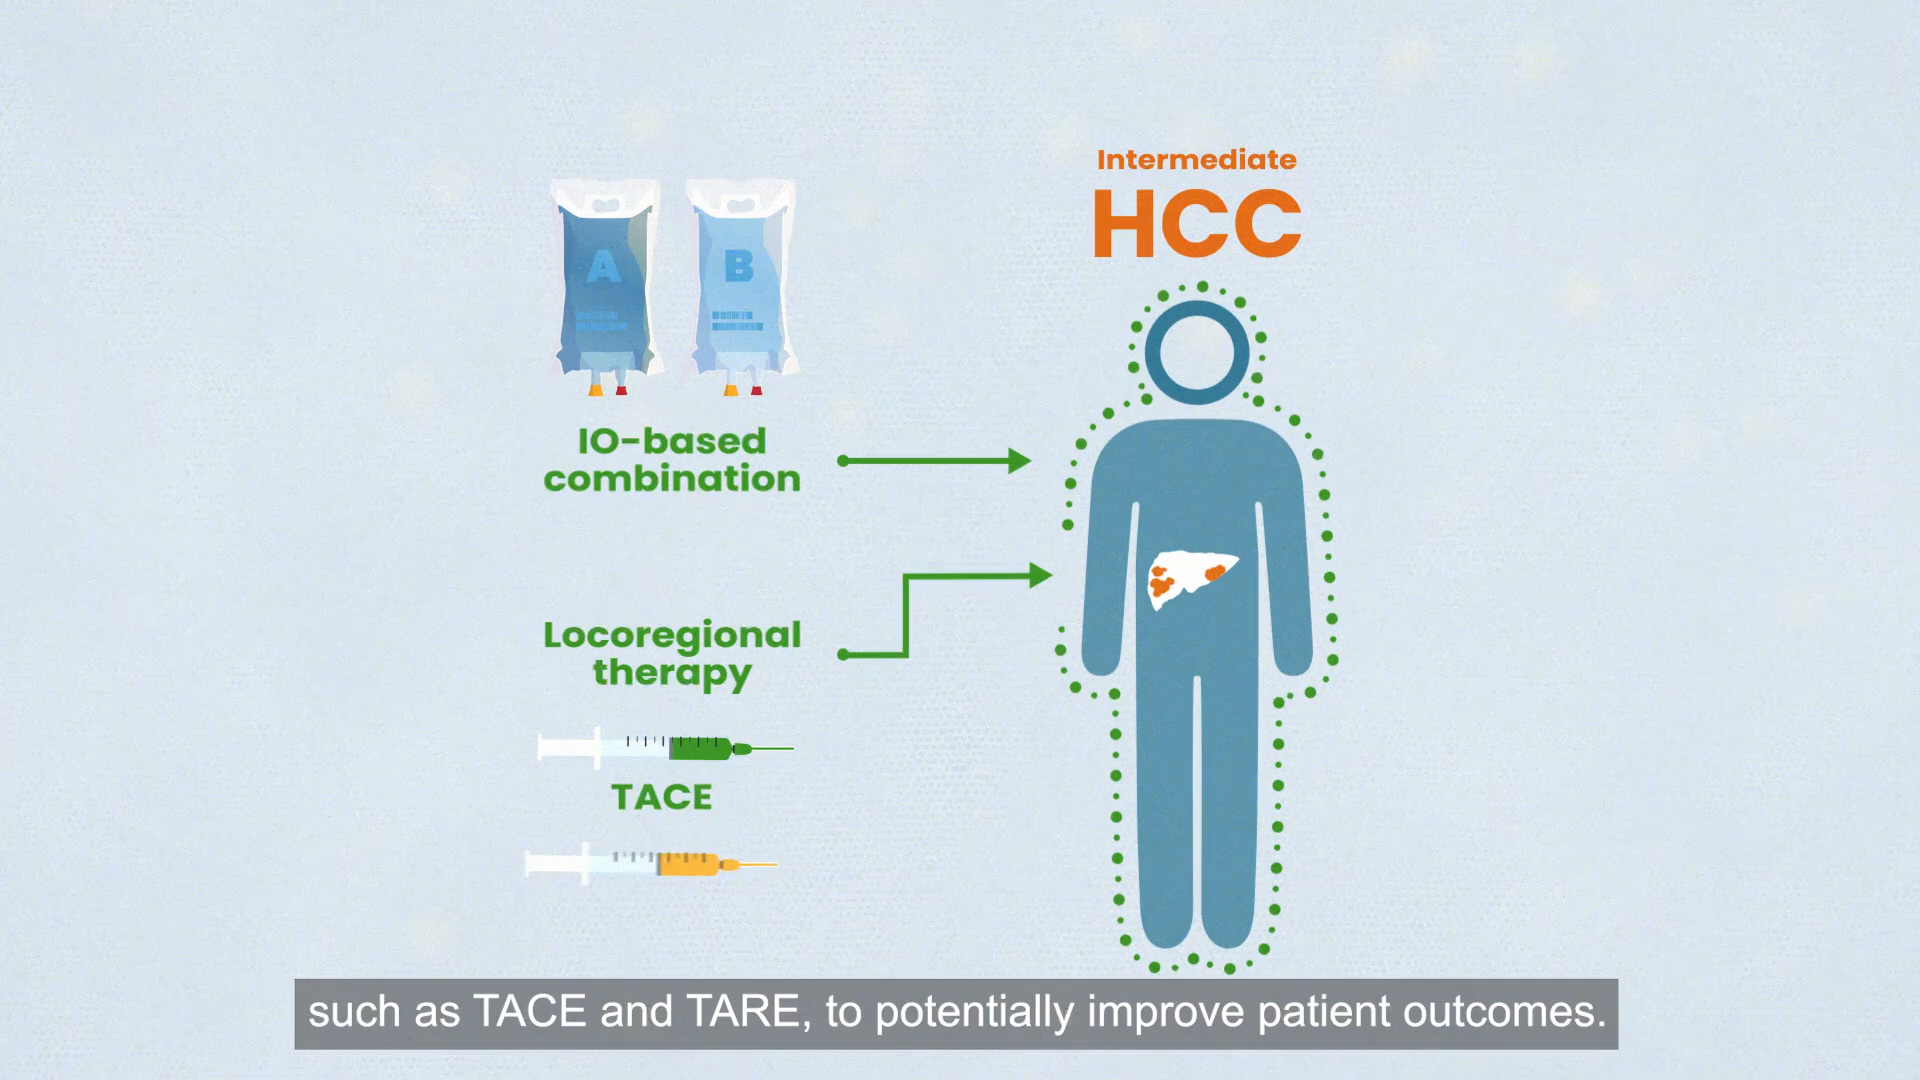 Intermediate
HCC
A
B
IO-based
combination
Locoregional
therapy
TACE
such as TACE and TARE, to potentially improve patient outcomes.